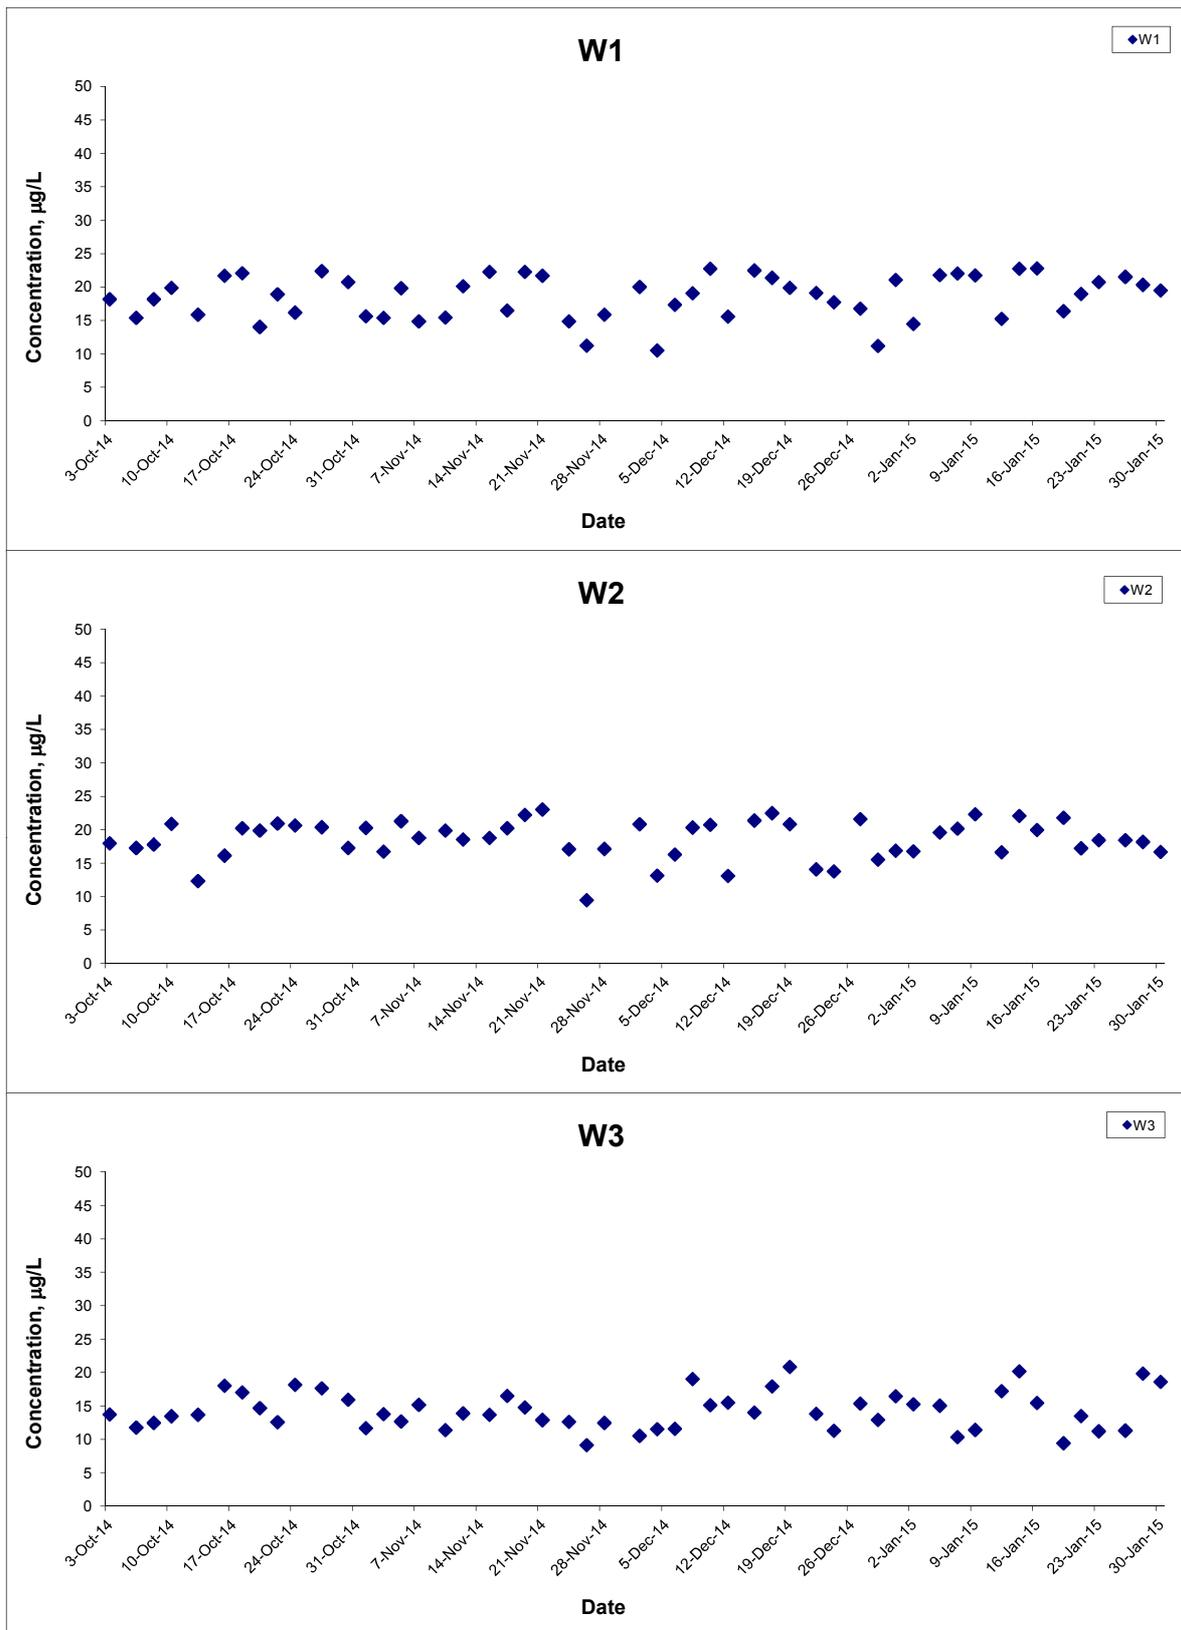 W1
W1
50
45
40
35
30
25
20
15
10
5
0
Concentration, µg/L
3-Oct-14
10-Oct-14
17-Oct-14
24-Oct-14
31-Oct-14
7-Nov-14
14-Nov-14
21-Nov-14
28-Nov-14
5-Dec-14
12-Dec-14
19-Dec-14
26-Dec-14
2-Jan-15
9-Jan-15
16-Jan-15
23-Jan-15
30-Jan-15
Date
W2
W2
50
45
40
35
30
25
20
15
10
5
0
Concentration, µg/L
3-Oct-14
10-Oct-14
17-Oct-14
24-Oct-14
31-Oct-14
7-Nov-14
14-Nov-14
21-Nov-14
28-Nov-14
5-Dec-14
12-Dec-14
19-Dec-14
26-Dec-14
2-Jan-15
9-Jan-15
16-Jan-15
23-Jan-15
30-Jan-15
Date
W3
W3
50
45
40
35
30
25
20
15
10
5
0
Concentration, µg/L
3-Oct-14
10-Oct-14
17-Oct-14
24-Oct-14
31-Oct-14
7-Nov-14
14-Nov-14
21-Nov-14
28-Nov-14
5-Dec-14
12-Dec-14
19-Dec-14
26-Dec-14
2-Jan-15
9-Jan-15
16-Jan-15
23-Jan-15
30-Jan-15
Date